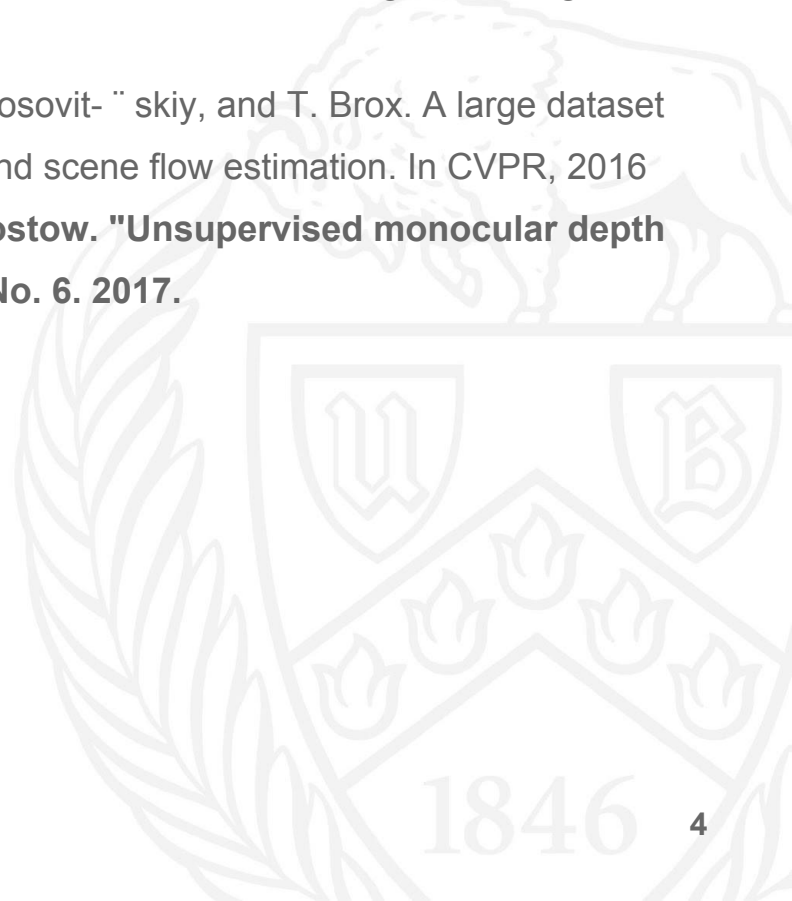 osovit- ¨ skiy, and T. Brox. A large dataset
nd scene flow estimation. In CVPR, 2016
ostow. "Unsupervised monocular depth
No. 6. 2017.
U B
1846
4